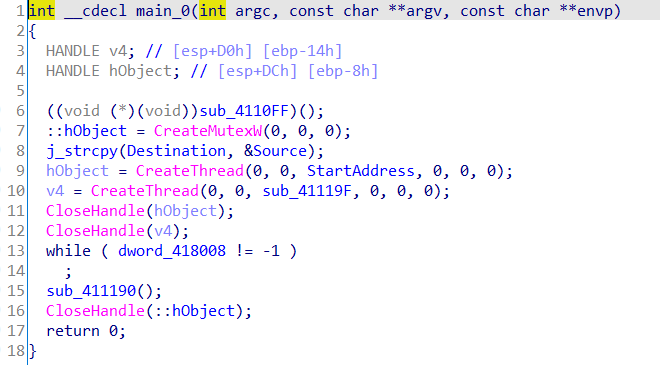 1 int __cdecl main_0(int argc, const char **argv, const char **envp)
2 {
3 HANDLE v4; // [esp+D0h] [ebp-14h]
4 HANDLE hObject; // [esp+DCh] [ebp-8h]
5
6 ((void (*)(void))sub_4110FF)();
7 ::hObject = CreateMutexW(0, 0, 0);
8 j_strcpy(Destination, &Source);
9 hObject = CreateThread(0, 0, StartAddress, 0, 0, 0);
10 v4 = CreateThread(0, 0, sub_41119F, 0, 0, 0);
11 CloseHandle(hObject);
12 CloseHandle(v4);
13 while ( dword_418008 != -1 )
14 ;
15 sub_411190();
16 CloseHandle(::hObject);
17 return 0;
18 }